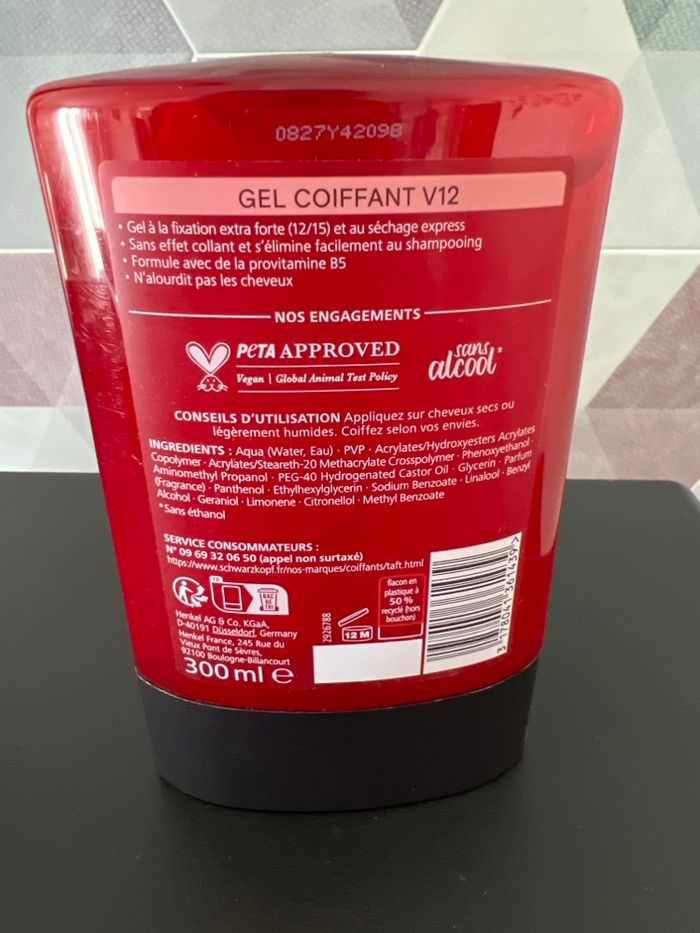 0827Y42098
GEL COIFFANT V12
• Gel à la fixation extra forte (12/15) et au séchage express
• Sans effet collant et s'élimine facilement au shampooing
• Formule avec de la provitamine B5
• N'alourdit pas les cheveux
NOS ENGAGEMENTS
PETA APPROVED
Vegan | Global Animal Test Policy
sans
alcool*
CONSEILS D'UTILISATION Appliquez sur cheveux secs ou
légèrement humides. Coiffez selon vos envies.
INGREDIENTS : Aqua (Water, Eau) · PVP · Acrylates/Hydroxyesters Acrylates
Copolymer · Acrylates/Steareth-20 Methacrylate Crosspolymer · Phenoxyethanol ·
Aminomethyl Propanol · PEG-40 Hydrogenated Castor Oil · Glycerin · Parfum
(Fragrance) · Panthenol · Ethylhexylglycerin · Sodium Benzoate · Linalool · Benzyl
Alcohol · Geraniol · Limonene · Citronellol · Methyl Benzoate
*Sans éthanol
SERVICE CONSOMMATEURS :
N° 09 69 32 06 50 (appel non surtaxé)
https://www.schwarzkopf.fr/nos-marques/coiffants/taft.html
BAC
DE
TRI
Henkel AG & Co. KGaA,
D-40191 Düsseldorf, Germany
Henkel France, 245 Rue du
Vieux Pont de Sèvres,
92100 Boulogne-Billancourt
300 ml e
2926788
12 M
flacon en
plastique à
50 %
recyclé (hors
bouchon)
3 178041 361439 >